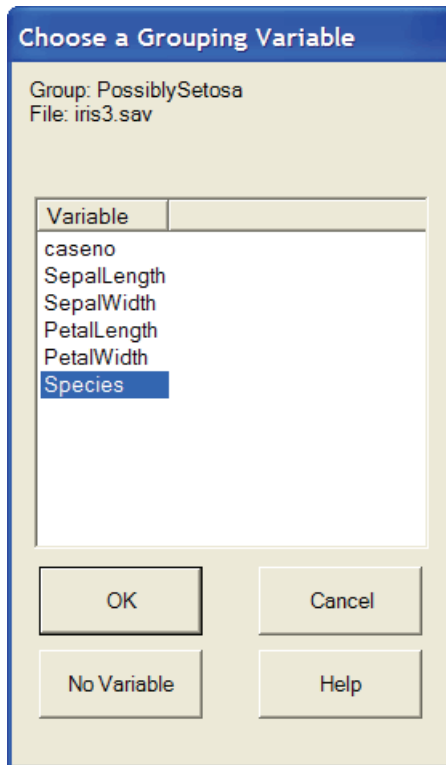 Choose a Grouping Variable
Group: PossiblySetosa
File: iris3.sav
Variable
caseno
SepalLength
SepalWidth
PetalLength
PetalWidth
Species
OK
Cancel
No Variable
Help